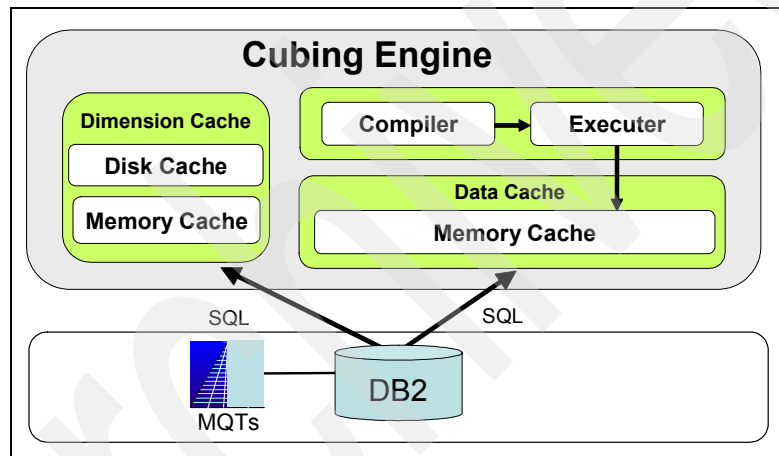 Cubing Engine
Dimension Cache
Disk Cache
Memory Cache
Compiler
Executer
Data Cache
Memory Cache
SQL
SQL
MQTs
DB2